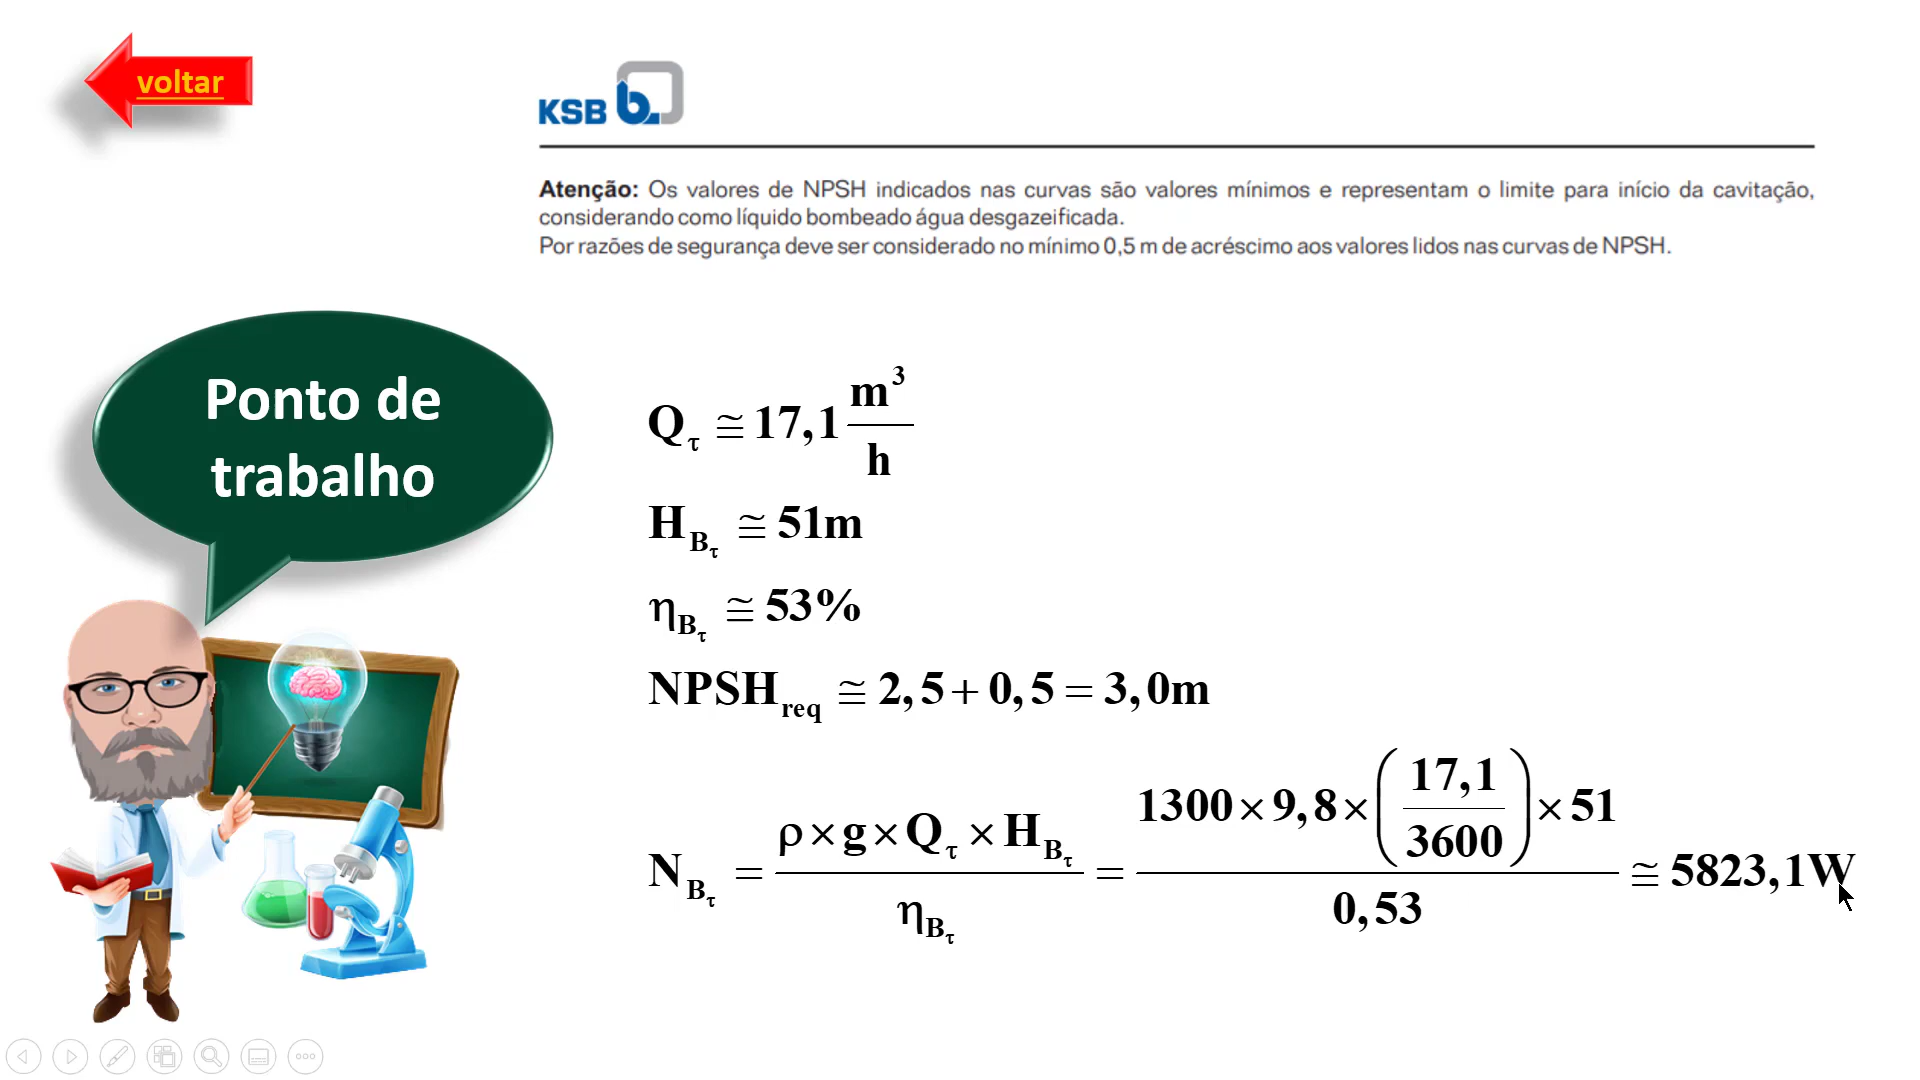 voltar
KSB b
Atenção: Os valores de NPSH indicados nas curvas são valores mínimos e representam o limite para início da cavitação,
considerando como líquido bombeado água desgazeificada.
Por razões de segurança deve ser considerado no mínimo 0,5 m de acréscimo aos valores lidos nas curvas de NPSH.
Ponto de
trabalho
Q_τ ≅ 17,1 m³/h
H_Bτ ≅ 51m
η_Bτ ≅ 53%
NPSH_req ≅ 2,5 + 0,5 = 3,0m
N_Bτ = (ρ × g × Q_τ × H_Bτ) / η_Bτ = (1300 × 9,8 × (17,1/3600) × 51) / 0,53 ≅ 5823,1W